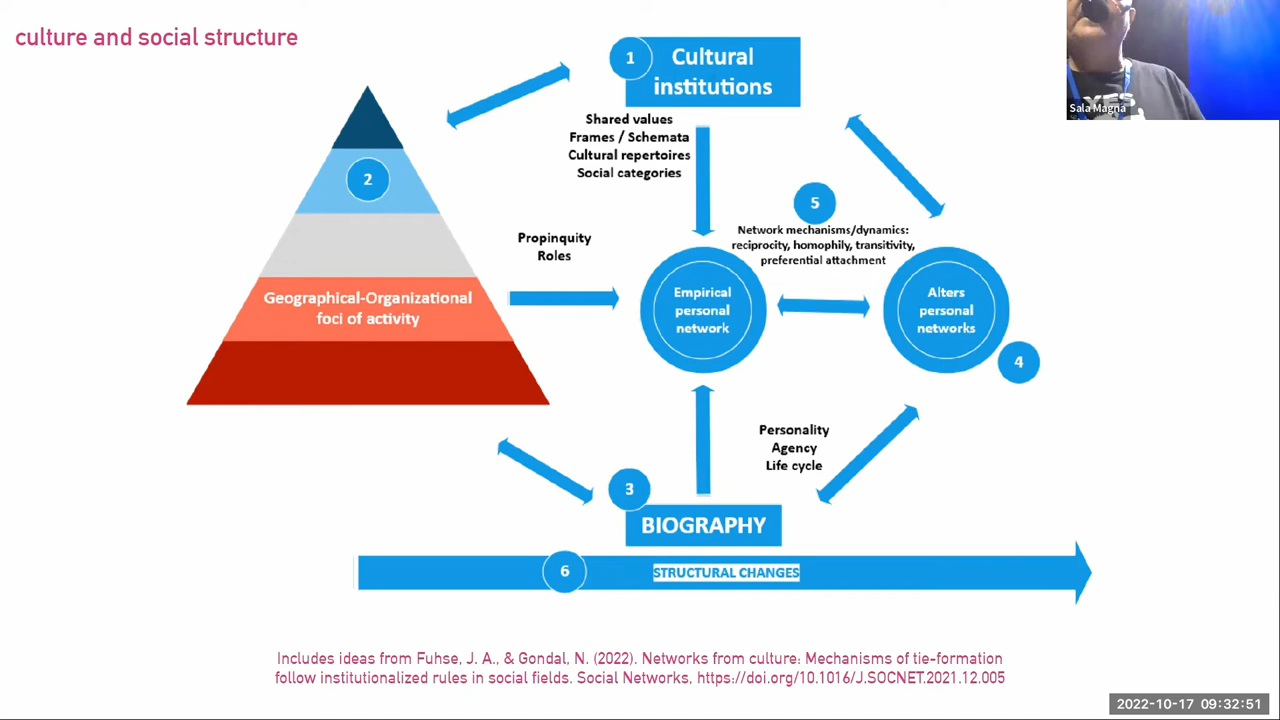 culture and social structure
1
Cultural
institutions
Sala Magna
YES
Shared values
Frames / Schemata
Cultural repertoires
Social categories
2
5
Network mechanisms/dynamics:
reciprocity, homophily, transitivity,
preferential attachment
Propinquity
Roles
Geographical-Organizational
foci of activity
Empirical
personal
network
Alters
personal
networks
4
Personality
Agency
Life cycle
3
BIOGRAPHY
6
STRUCTURAL CHANGES
Includes ideas from Fuhse, J. A., & Gondal, N. (2022). Networks from culture: Mechanisms of tie-formation
follow institutionalized rules in social fields. Social Networks, https://doi.org/10.1016/J.SOCNET.2021.12.005
2022-10-17 09:32:51